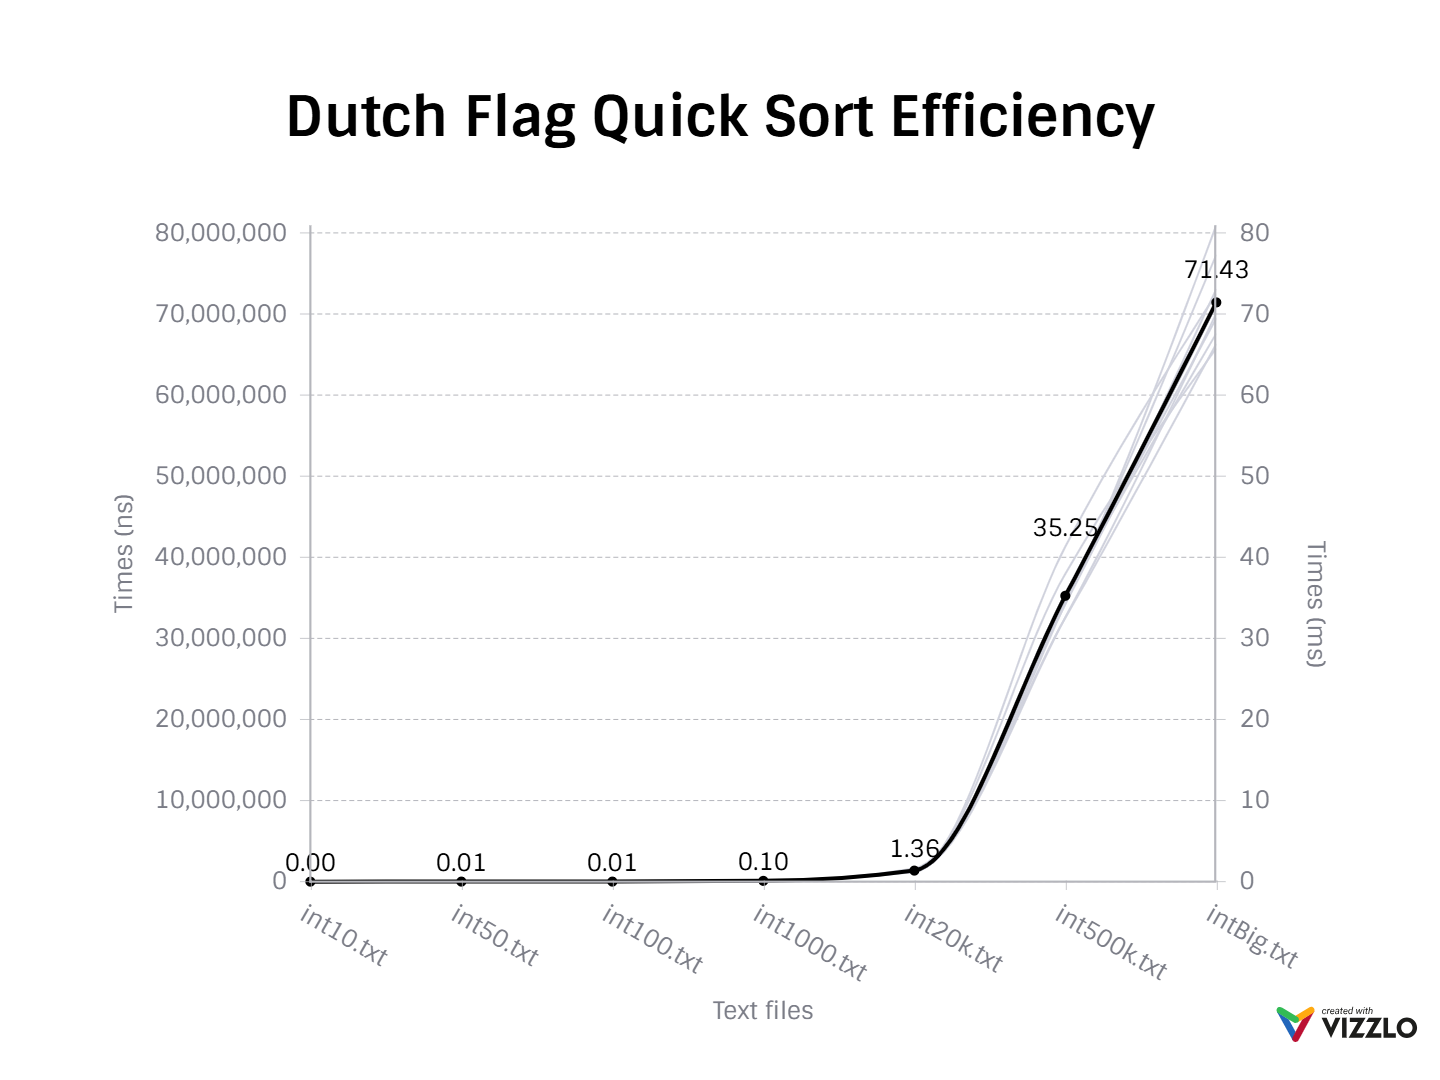 Dutch Flag Quick Sort Efficiency
80,000,000
70,000,000
60,000,000
50,000,000
40,000,000
30,000,000
20,000,000
10,000,000
0
Times (ns)
80
70
60
50
40
30
20
10
0
Times (ms)
0.00
0.01
0.01
0.10
1.36
35.25
71.43
int10.txt
int50.txt
int100.txt
int1000.txt
int20k.txt
int500k.txt
intBig.txt
Text files
created with
VIZZLO